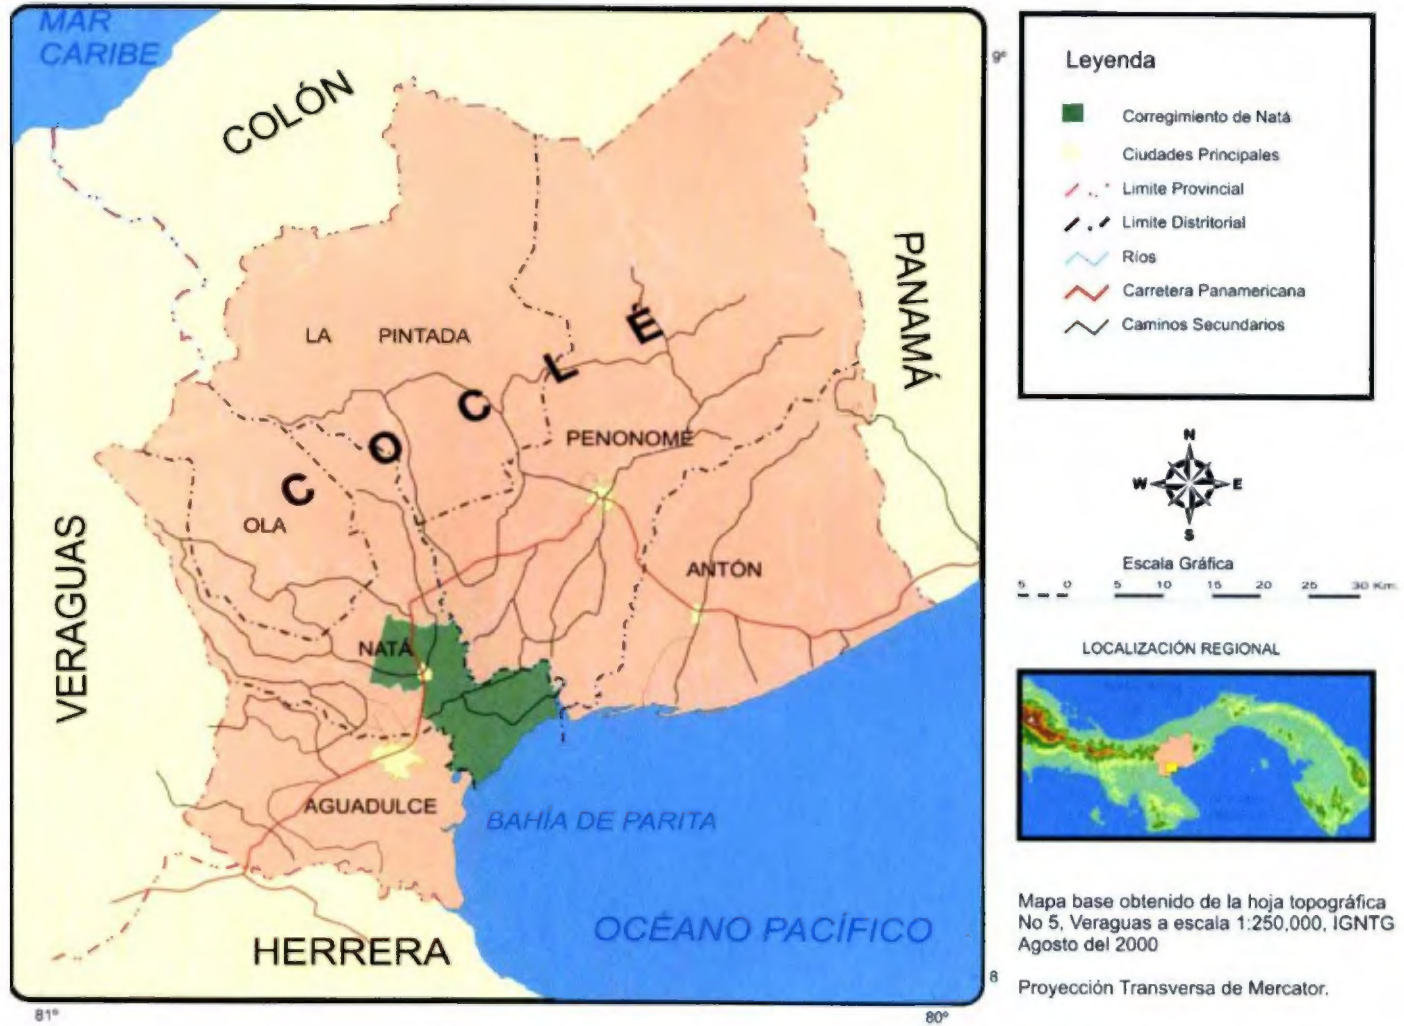 MAR
CARIBE
COLÓN
PANAMÁ
VERAGUAS
HERRERA
COCLÉ
LA PINTADA
PENONOMÉ
OLA
ANTÓN
NATÁ
AGUADULCE
BAHÍA DE PARITA
OCÉANO PACÍFICO
9°
8
81°
80°
Leyenda
Corregimiento de Natá
Ciudades Principales
Limite Provincial
Limite Distritorial
Ríos
Carretera Panamericana
Caminos Secundarios
N
W E
S
Escala Gráfica
5 0 5 10 15 20 25 30 Km.
LOCALIZACIÓN REGIONAL
Mapa base obtenido de la hoja topográfica
No 5, Veraguas a escala 1:250,000, IGNTG
Agosto del 2000
Proyección Transversa de Mercator.